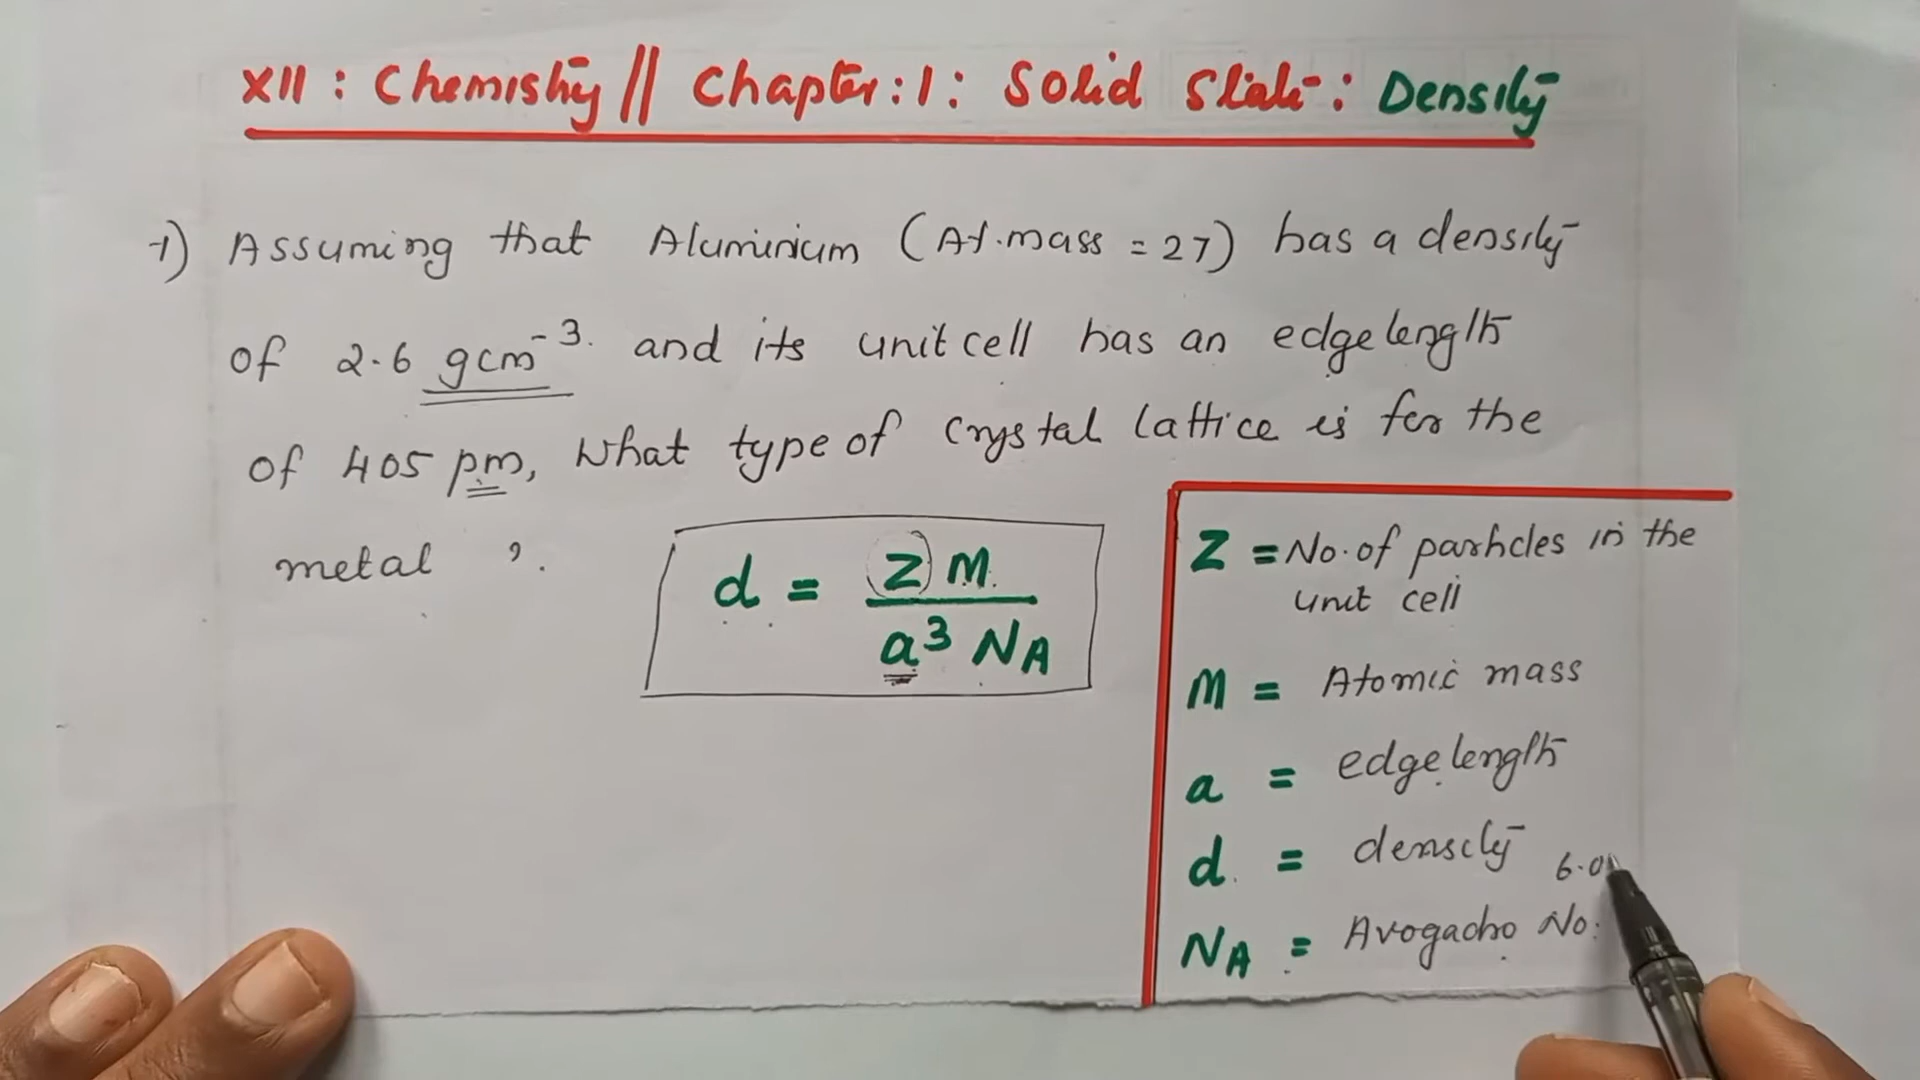 XII : Chemistry || Chapter : 1 : Solid State : Density
1) Assuming that Aluminium (At.mass = 27) has a density
of 2.6 gcm⁻³. and its unit cell has an edge length
of 405 pm, What type of crystal lattice is for the
metal ?.
d = Z M / a³ NA
Z = No. of particles in the
unit cell
M = Atomic mass
a = edge length
d = density
6.0
NA = Avogadro No: